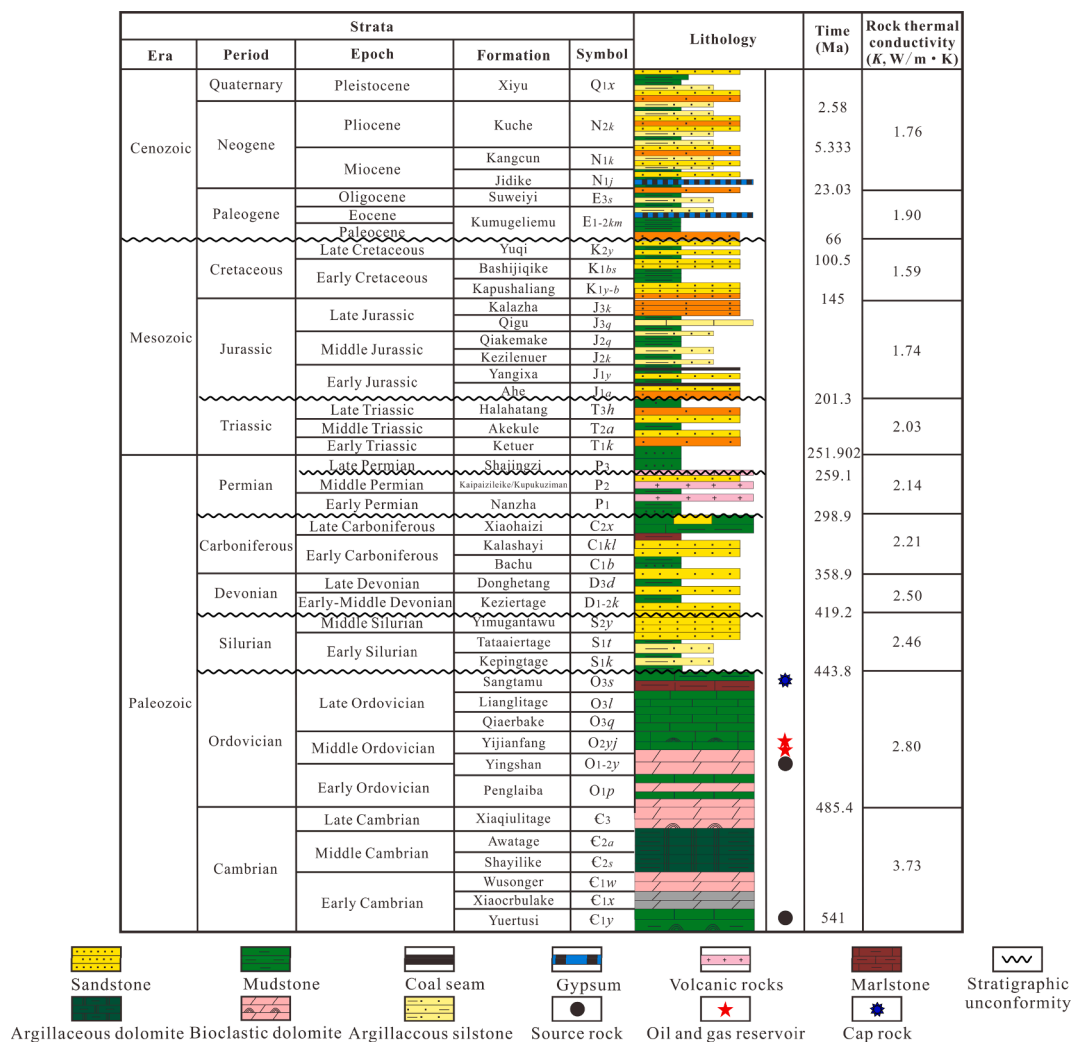 Strata
Lithology
Time
(Ma)
Rock thermal
conductivity
(K, W/m·K)
Era
Period
Epoch
Formation
Symbol
Cenozoic
Quaternary
Pleistocene
Xiyu
Q1x
2.58
Neogene
Pliocene
Kuche
N2k
1.76
5.333
Miocene
Kangcun
N1k
Jidike
N1j
23.03
Paleogene
Oligocene
Suweiyi
E3s
1.90
Eocene
Kumugeliemu
E1-2km
Paleocene
66
Mesozoic
Cretaceous
Late Cretaceous
Yuqi
K2y
100.5
1.59
Early Cretaceous
Bashijiqike
K1bs
Kapushaliang
K1y-b
145
Jurassic
Late Jurassic
Kalazha
J3k
Qigu
J3q
1.74
Middle Jurassic
Qiakemake
J2q
Kezilenuer
J2k
Early Jurassic
Yangixa
J1y
Ahe
J1a
201.3
Triassic
Late Triassic
Halahatang
T3h
2.03
Middle Triassic
Akekule
T2a
Early Triassic
Ketuer
T1k
251.902
Paleozoic
Permian
Late Permian
Shajingzi
P3
259.1
2.14
Middle Permian
Kaipaizileike/Kupukuziman
P2
Early Permian
Nanzha
P1
298.9
Carboniferous
Late Carboniferous
Xiaohaizi
C2x
2.21
Early Carboniferous
Kalashayi
C1kl
Bachu
C1b
358.9
Devonian
Late Devonian
Donghetang
D3d
2.50
Early-Middle Devonian
Keziertage
D1-2k
419.2
Silurian
Middle Silurian
Yimugantawu
S2y
2.46
Early Silurian
Tataaiertage
S1t
Kepingtage
S1k
443.8
Ordovician
Late Ordovician
Sangtamu
O3s
Lianglitage
O3l
Qiaerbake
O3q
2.80
Middle Ordovician
Yijianfang
O2yj
Yingshan
O1-2y
Early Ordovician
Penglaiba
O1p
485.4
Cambrian
Late Cambrian
Xiaqiulitage
Є3
Middle Cambrian
Awatage
Є2a
3.73
Shayilike
Є2s
Early Cambrian
Wusonger
Є1w
Xiaocrbulake
Є1x
Yuertusi
Є1y
541
Sandstone
Mudstone
Coal seam
Gypsum
Volcanic rocks
Marlstone
Stratigraphic
unconformity
Argillaceous dolomite
Bioclastic dolomite
Argillaccous silstone
Source rock
Oil and gas reservoir
Cap rock